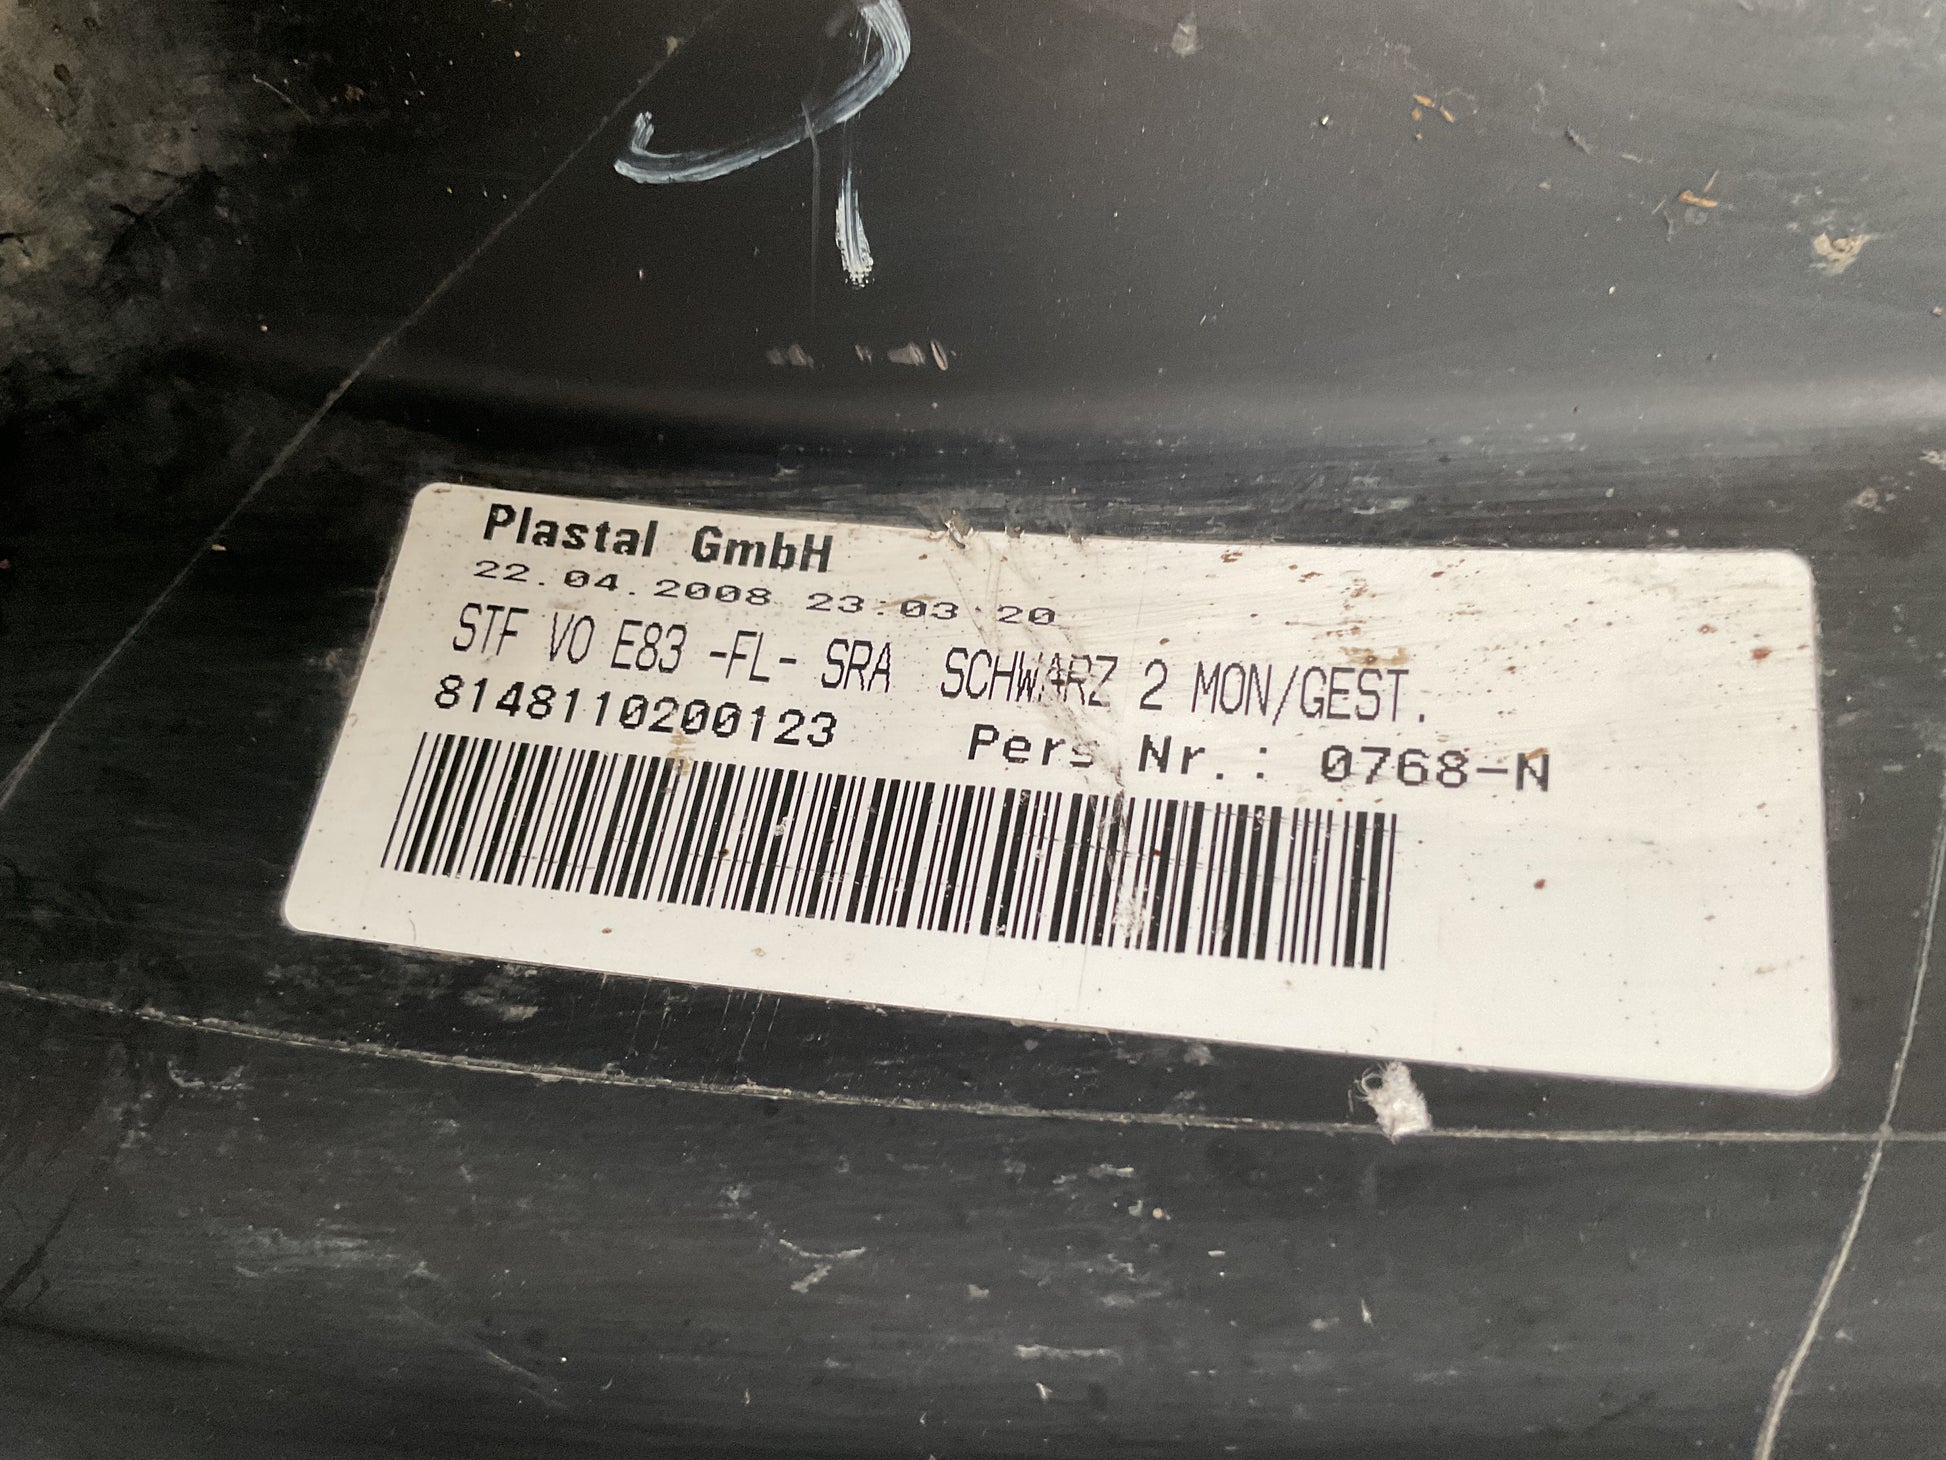 Plastal GmbH
22.04.2008 23:03:20
STF VO E83 -FL- SRA SCHWARZ 2 MON/GEST.
8148110200123 Pers Nr.: 0768-N